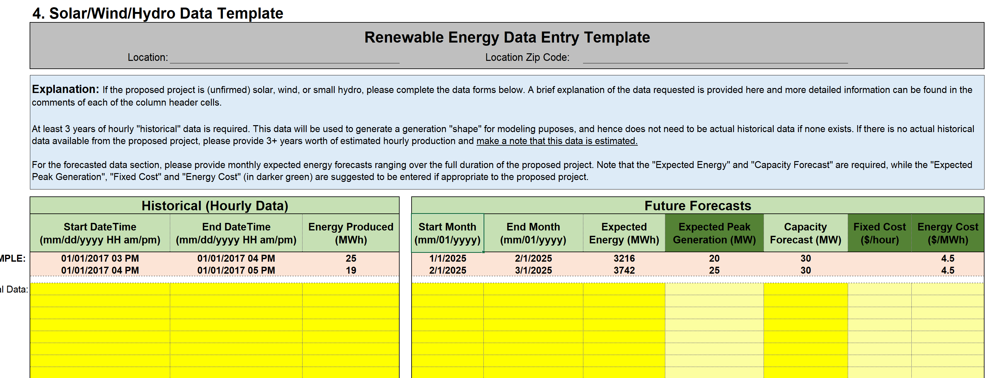 4. Solar/Wind/Hydro Data Template
Renewable Energy Data Entry Template
Location:
Location Zip Code:
Explanation: If the proposed project is (unfirmed) solar, wind, or small hydro, please complete the data forms below. A brief explanation of the data requested is provided here and more detailed information can be found in the
comments of each of the column header cells.
At least 3 years of hourly "historical" data is required. This data will be used to generate a generation "shape" for modeling puposes, and hence does not need to be actual historical data if none exists. If there is no actual historical
data available from the proposed project, please provide 3+ years worth of estimated hourly production and make a note that this data is estimated.
For the forecasted data section, please provide monthly expected energy forecasts ranging over the full duration of the proposed project. Note that the "Expected Energy" and "Capacity Forecast" are required, while the "Expected
Peak Generation", "Fixed Cost" and "Energy Cost" (in darker green) are suggested to be entered if appropriate to the proposed project.
Historical (Hourly Data)
Start DateTime
(mm/dd/yyyy HH am/pm)
End DateTime
(mm/dd/yyyy HH am/pm)
Energy Produced
(MWh)
MPLE:
01/01/2017 03 PM 01/01/2017 04 PM 25
01/01/2017 04 PM 01/01/2017 05 PM 19
al Data:
Future Forecasts
Start Month
(mm/01/yyyy)
End Month
(mm/01/yyyy)
Expected
Energy (MWh)
Expected Peak
Generation (MW)
Capacity
Forecast (MW)
Fixed Cost
($/hour)
Energy Cost
($/MWh)
1/1/2025 2/1/2025 3216 20 30 4.5
2/1/2025 3/1/2025 3742 25 30 4.5